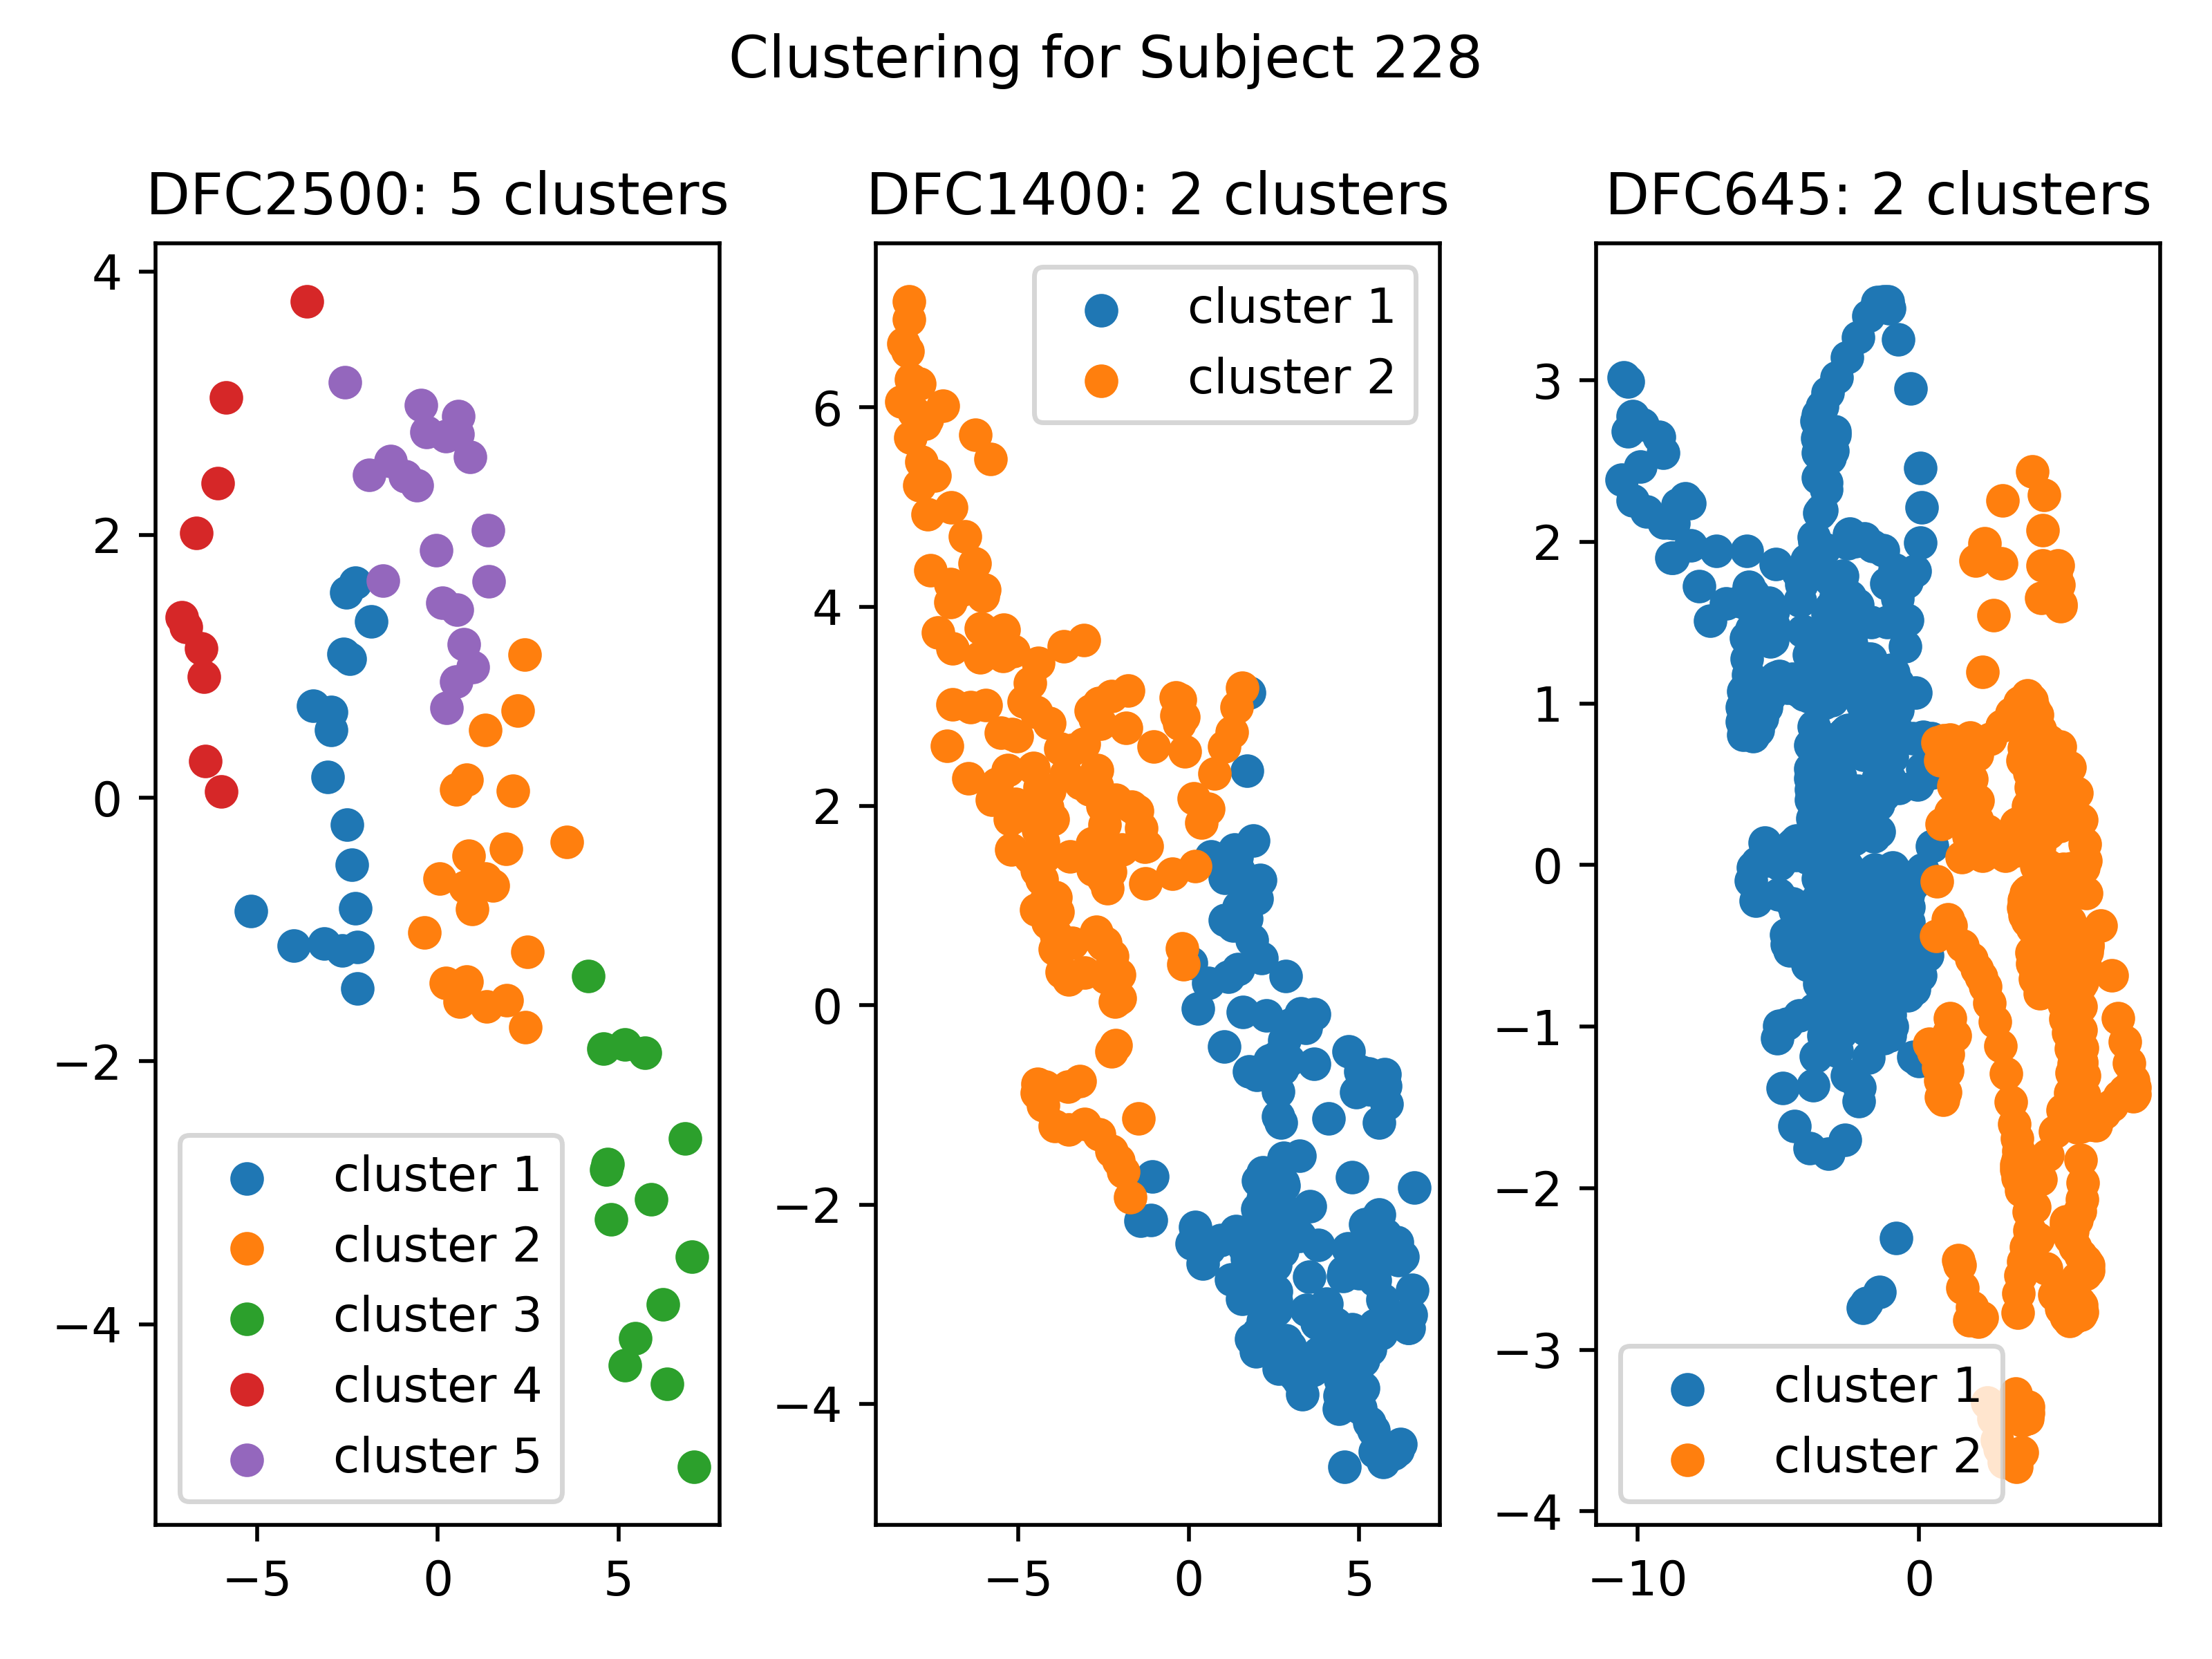 Clustering for Subject 228
DFC2500: 5 clusters
4
2
0
−2
−4
−5
0
5
cluster 1
cluster 2
cluster 3
cluster 4
cluster 5
DFC1400: 2 clusters
6
4
2
0
−2
−4
−5
0
5
cluster 1
cluster 2
DFC645: 2 clusters
3
2
1
0
−1
−2
−3
−4
−10
0
cluster 1
cluster 2